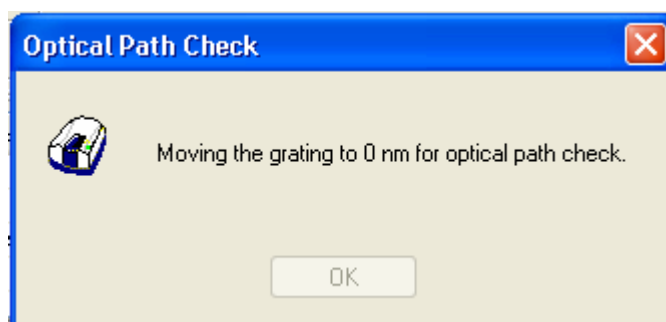 Optical Path Check
Moving the grating to 0 nm for optical path check.
OK